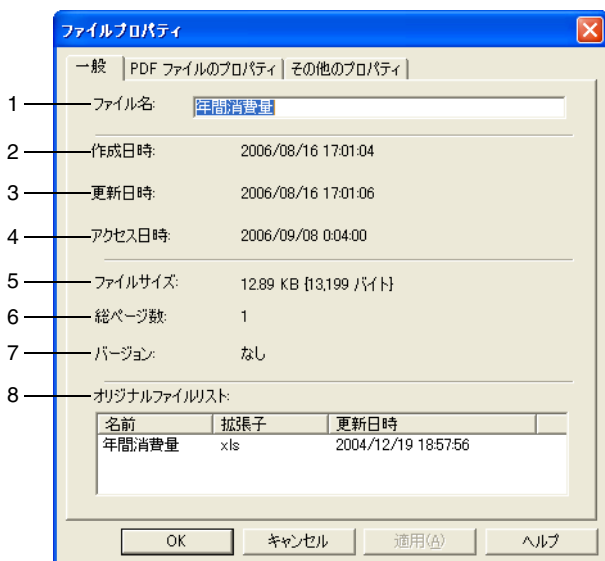 ファイルプロパティ
一般 PDF ファイルのプロパティ その他のプロパティ
1 ファイル名: 年間消費量
2 作成日時: 2006/08/16 17:01:04
3 更新日時: 2006/08/16 17:01:06
4 アクセス日時: 2006/09/08 0:04:00
5 ファイルサイズ: 12.89 KB {13,199 バイト}
6 総ページ数: 1
7 バージョン: なし
8 オリジナルファイルリスト:
名前 拡張子 更新日時
年間消費量 xls 2004/12/19 18:57:56
OK キャンセル 適用(A) ヘルプ